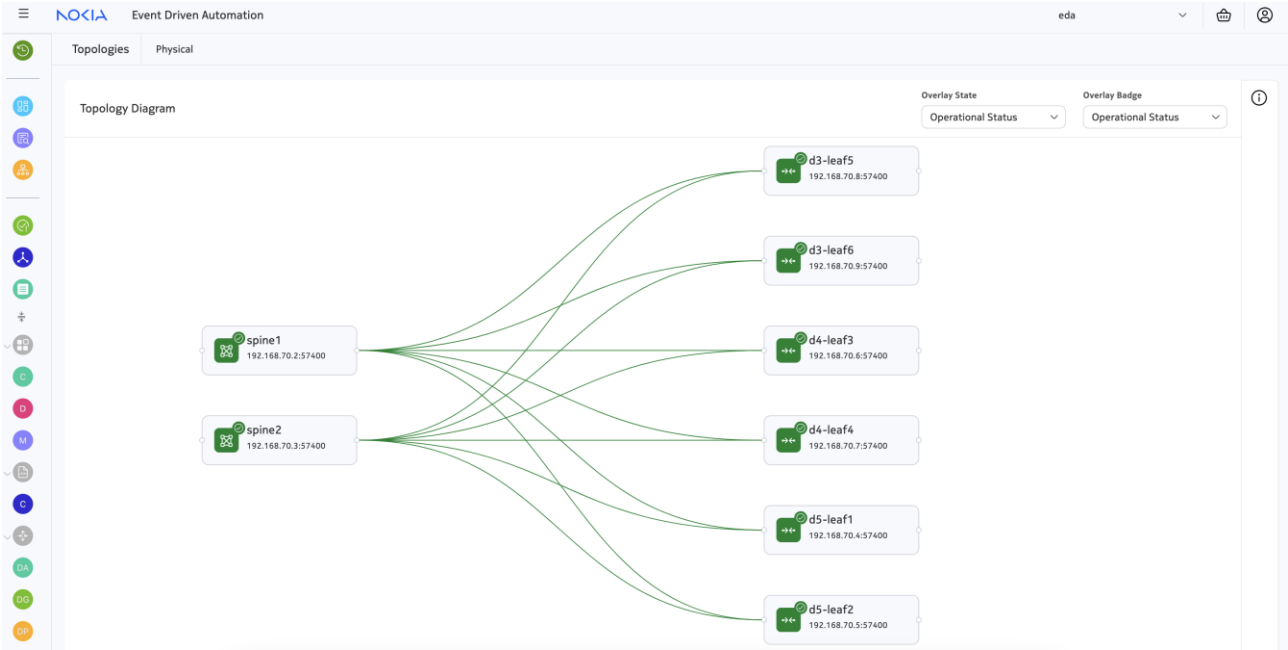 NOKIA Event Driven Automation eda
Topologies Physical
Topology Diagram
Overlay State
Operational Status
Overlay Badge
Operational Status
d3-leaf5
192.168.70.8:57400
d3-leaf6
192.168.70.9:57400
spine1
192.168.70.2:57400
d4-leaf3
192.168.70.6:57400
spine2
192.168.70.3:57400
d4-leaf4
192.168.70.7:57400
d5-leaf1
192.168.70.4:57400
d5-leaf2
192.168.70.5:57400
C
D
M
C
DA
DG
DP